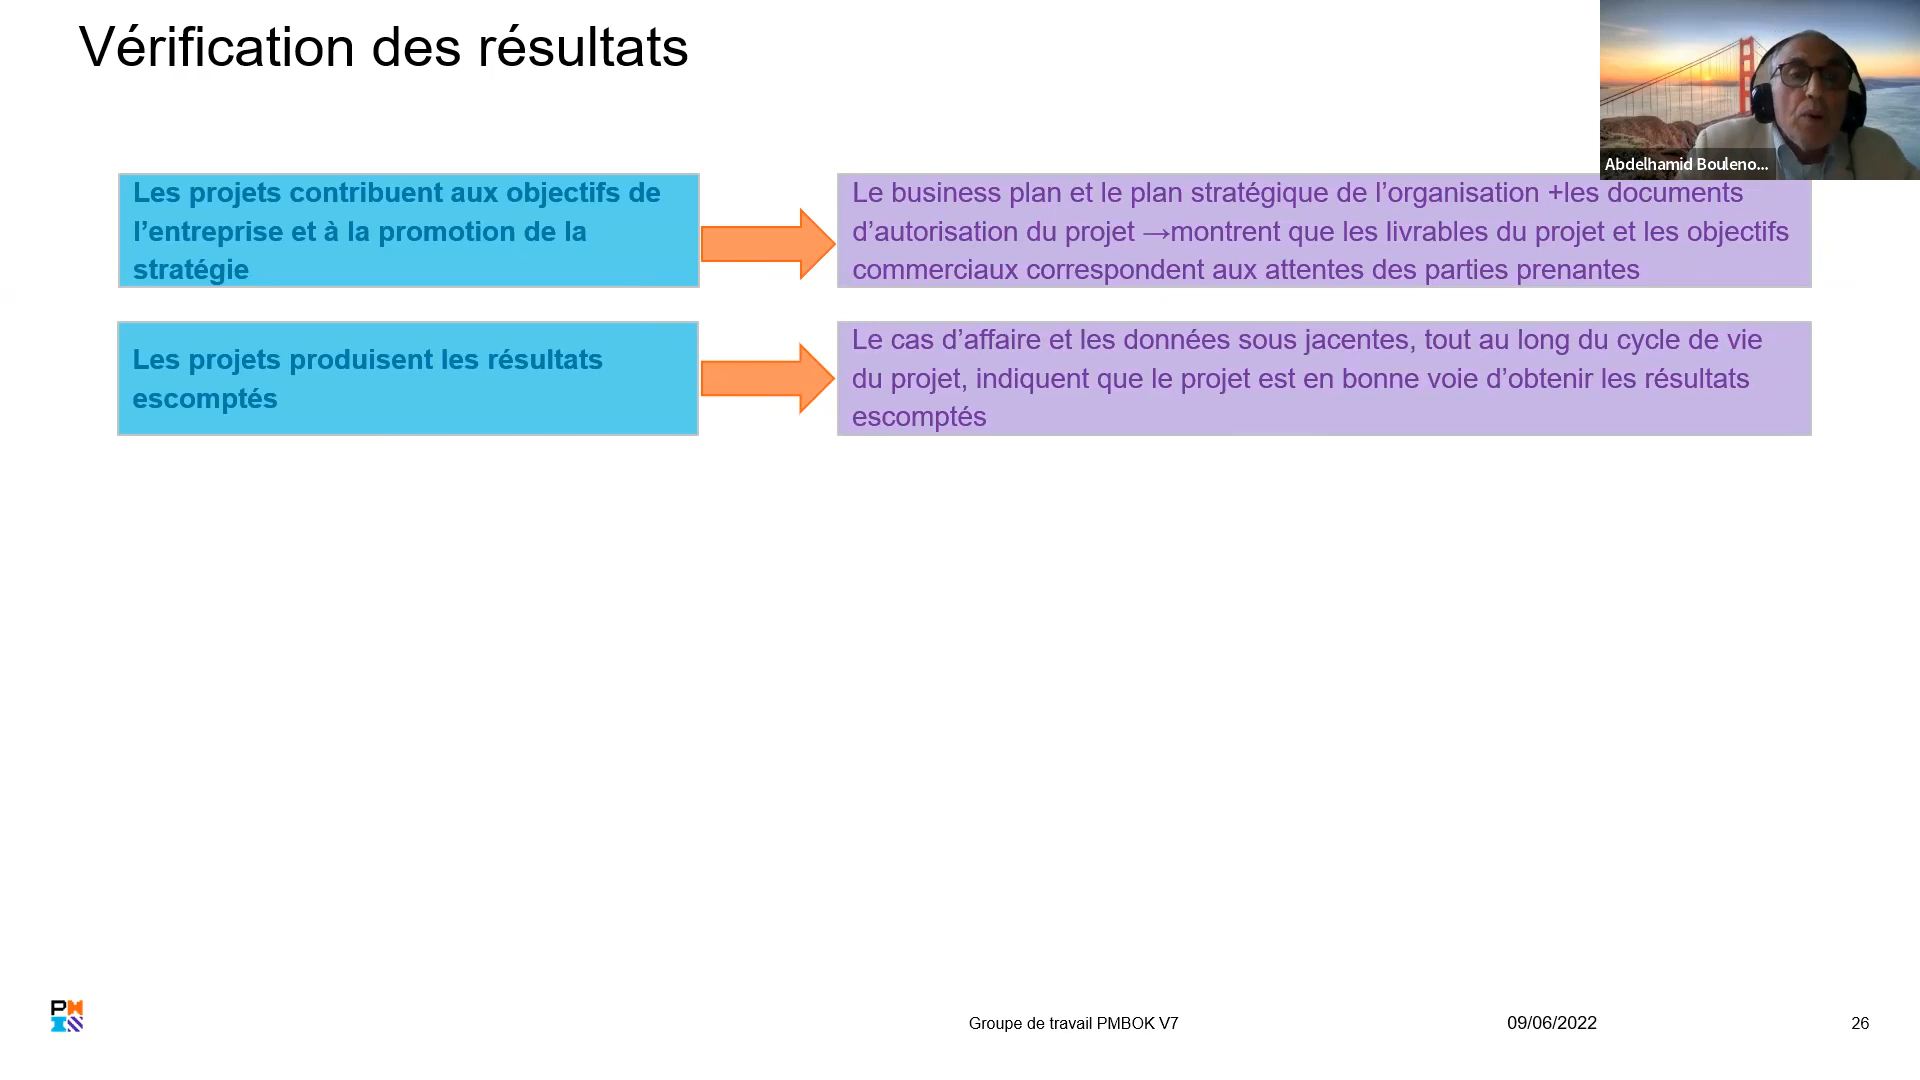 Vérification des résultats
Abdelhamid Bouleno...
Les projets contribuent aux objectifs de
l’entreprise et à la promotion de la
stratégie
Le business plan et le plan stratégique de l’organisation +les documents
d’autorisation du projet →montrent que les livrables du projet et les objectifs
commerciaux correspondent aux attentes des parties prenantes
Les projets produisent les résultats
escomptés
Le cas d’affaire et les données sous jacentes, tout au long du cycle de vie
du projet, indiquent que le projet est en bonne voie d’obtenir les résultats
escomptés
Groupe de travail PMBOK V7
09/06/2022
26